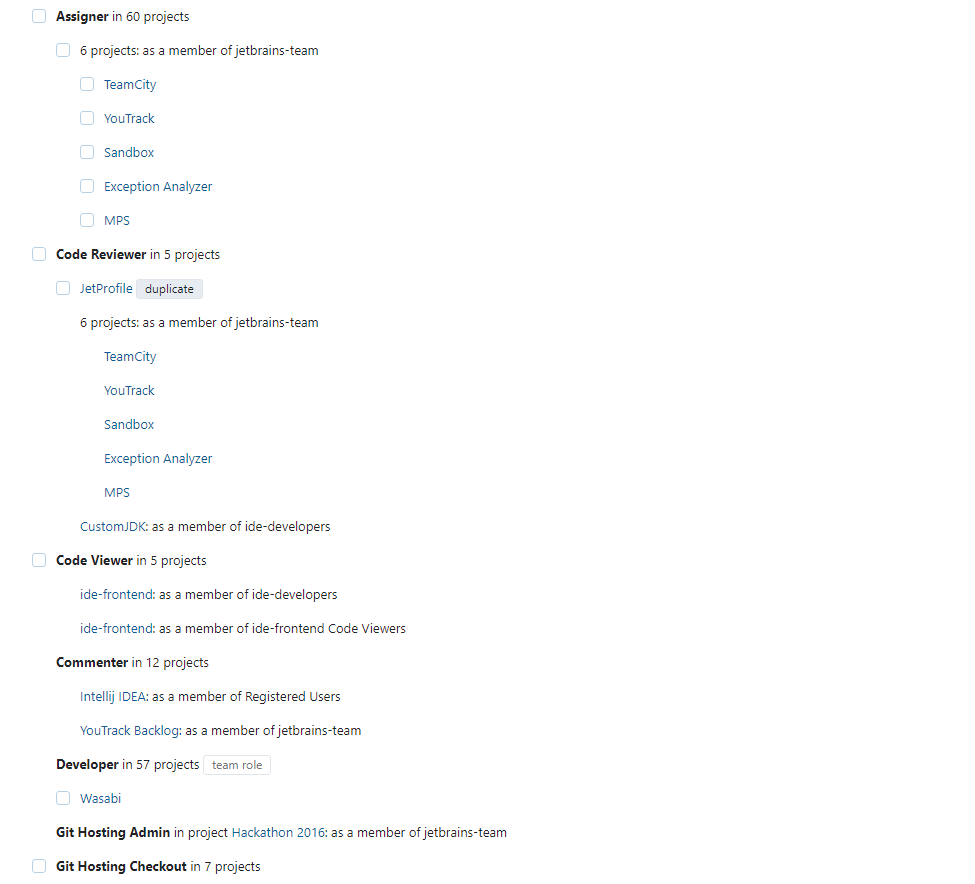 Assigner in 60 projects
6 projects: as a member of jetbrains-team
TeamCity
YouTrack
Sandbox
Exception Analyzer
MPS
Code Reviewer in 5 projects
JetProfile duplicate
6 projects: as a member of jetbrains-team
TeamCity
YouTrack
Sandbox
Exception Analyzer
MPS
CustomJDK: as a member of ide-developers
Code Viewer in 5 projects
ide-frontend: as a member of ide-developers
ide-frontend: as a member of ide-frontend Code Viewers
Commenter in 12 projects
Intellij IDEA: as a member of Registered Users
YouTrack Backlog: as a member of jetbrains-team
Developer in 57 projects team role
Wasabi
Git Hosting Admin in project Hackathon 2016: as a member of jetbrains-team
Git Hosting Checkout in 7 projects